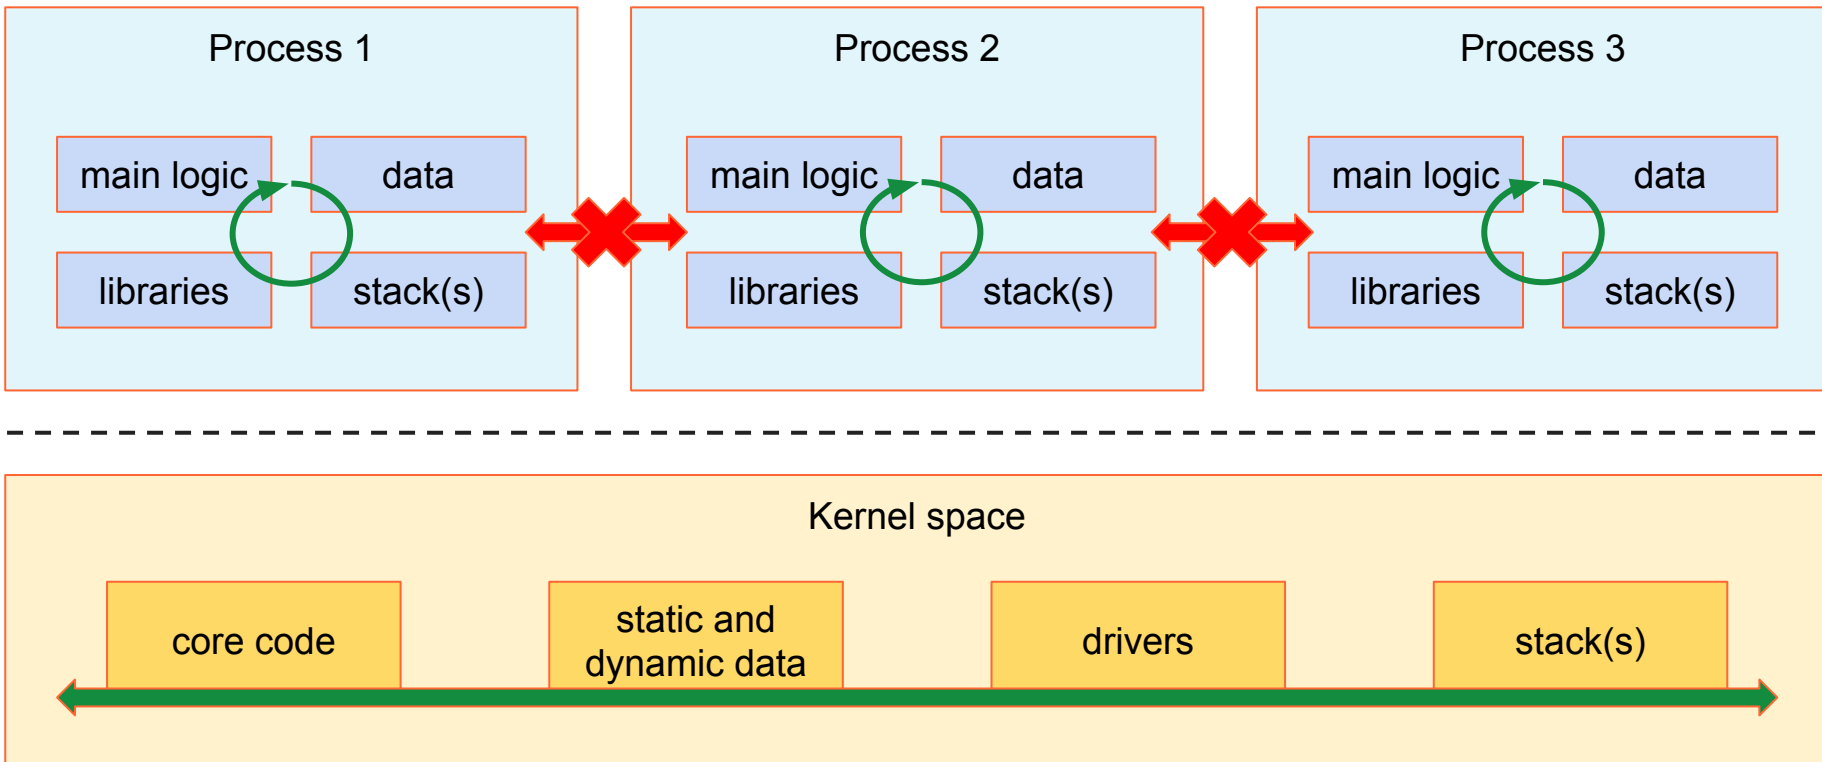 Process 1
Process 2
Process 3
main logic
data
main logic
data
main logic
data
libraries
stack(s)
libraries
stack(s)
libraries
stack(s)
Kernel space
core code
static and
dynamic data
drivers
stack(s)